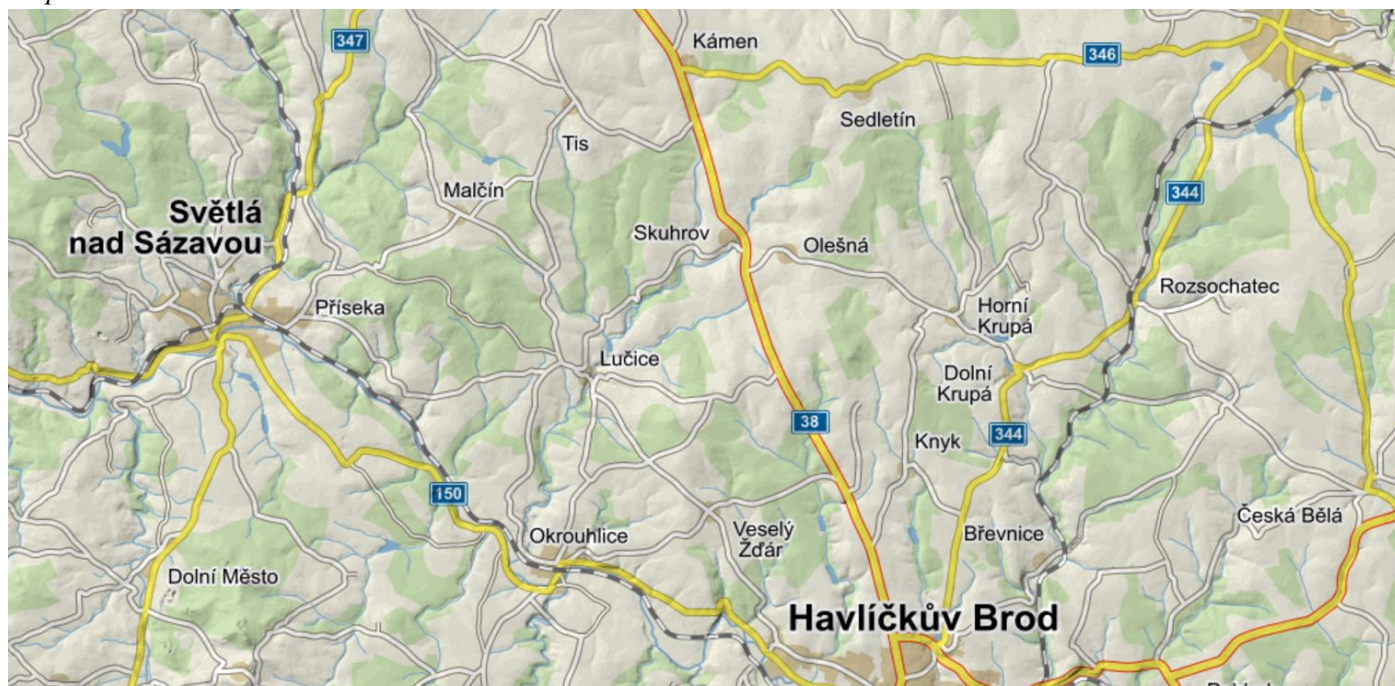 347
Kámen
346
Sedletín
Tis
344
Malčín
Světlá
nad Sázavou
Skuhrov
Olešná
Rozsochatec
Příseka
Horní
Krupá
Lučice
Dolní
Krupá
38
344
Knyk
150
Česká Bělá
Okrouhlice
Veselý
Žďár
Břevnice
Dolní Město
Havlíčkův Brod